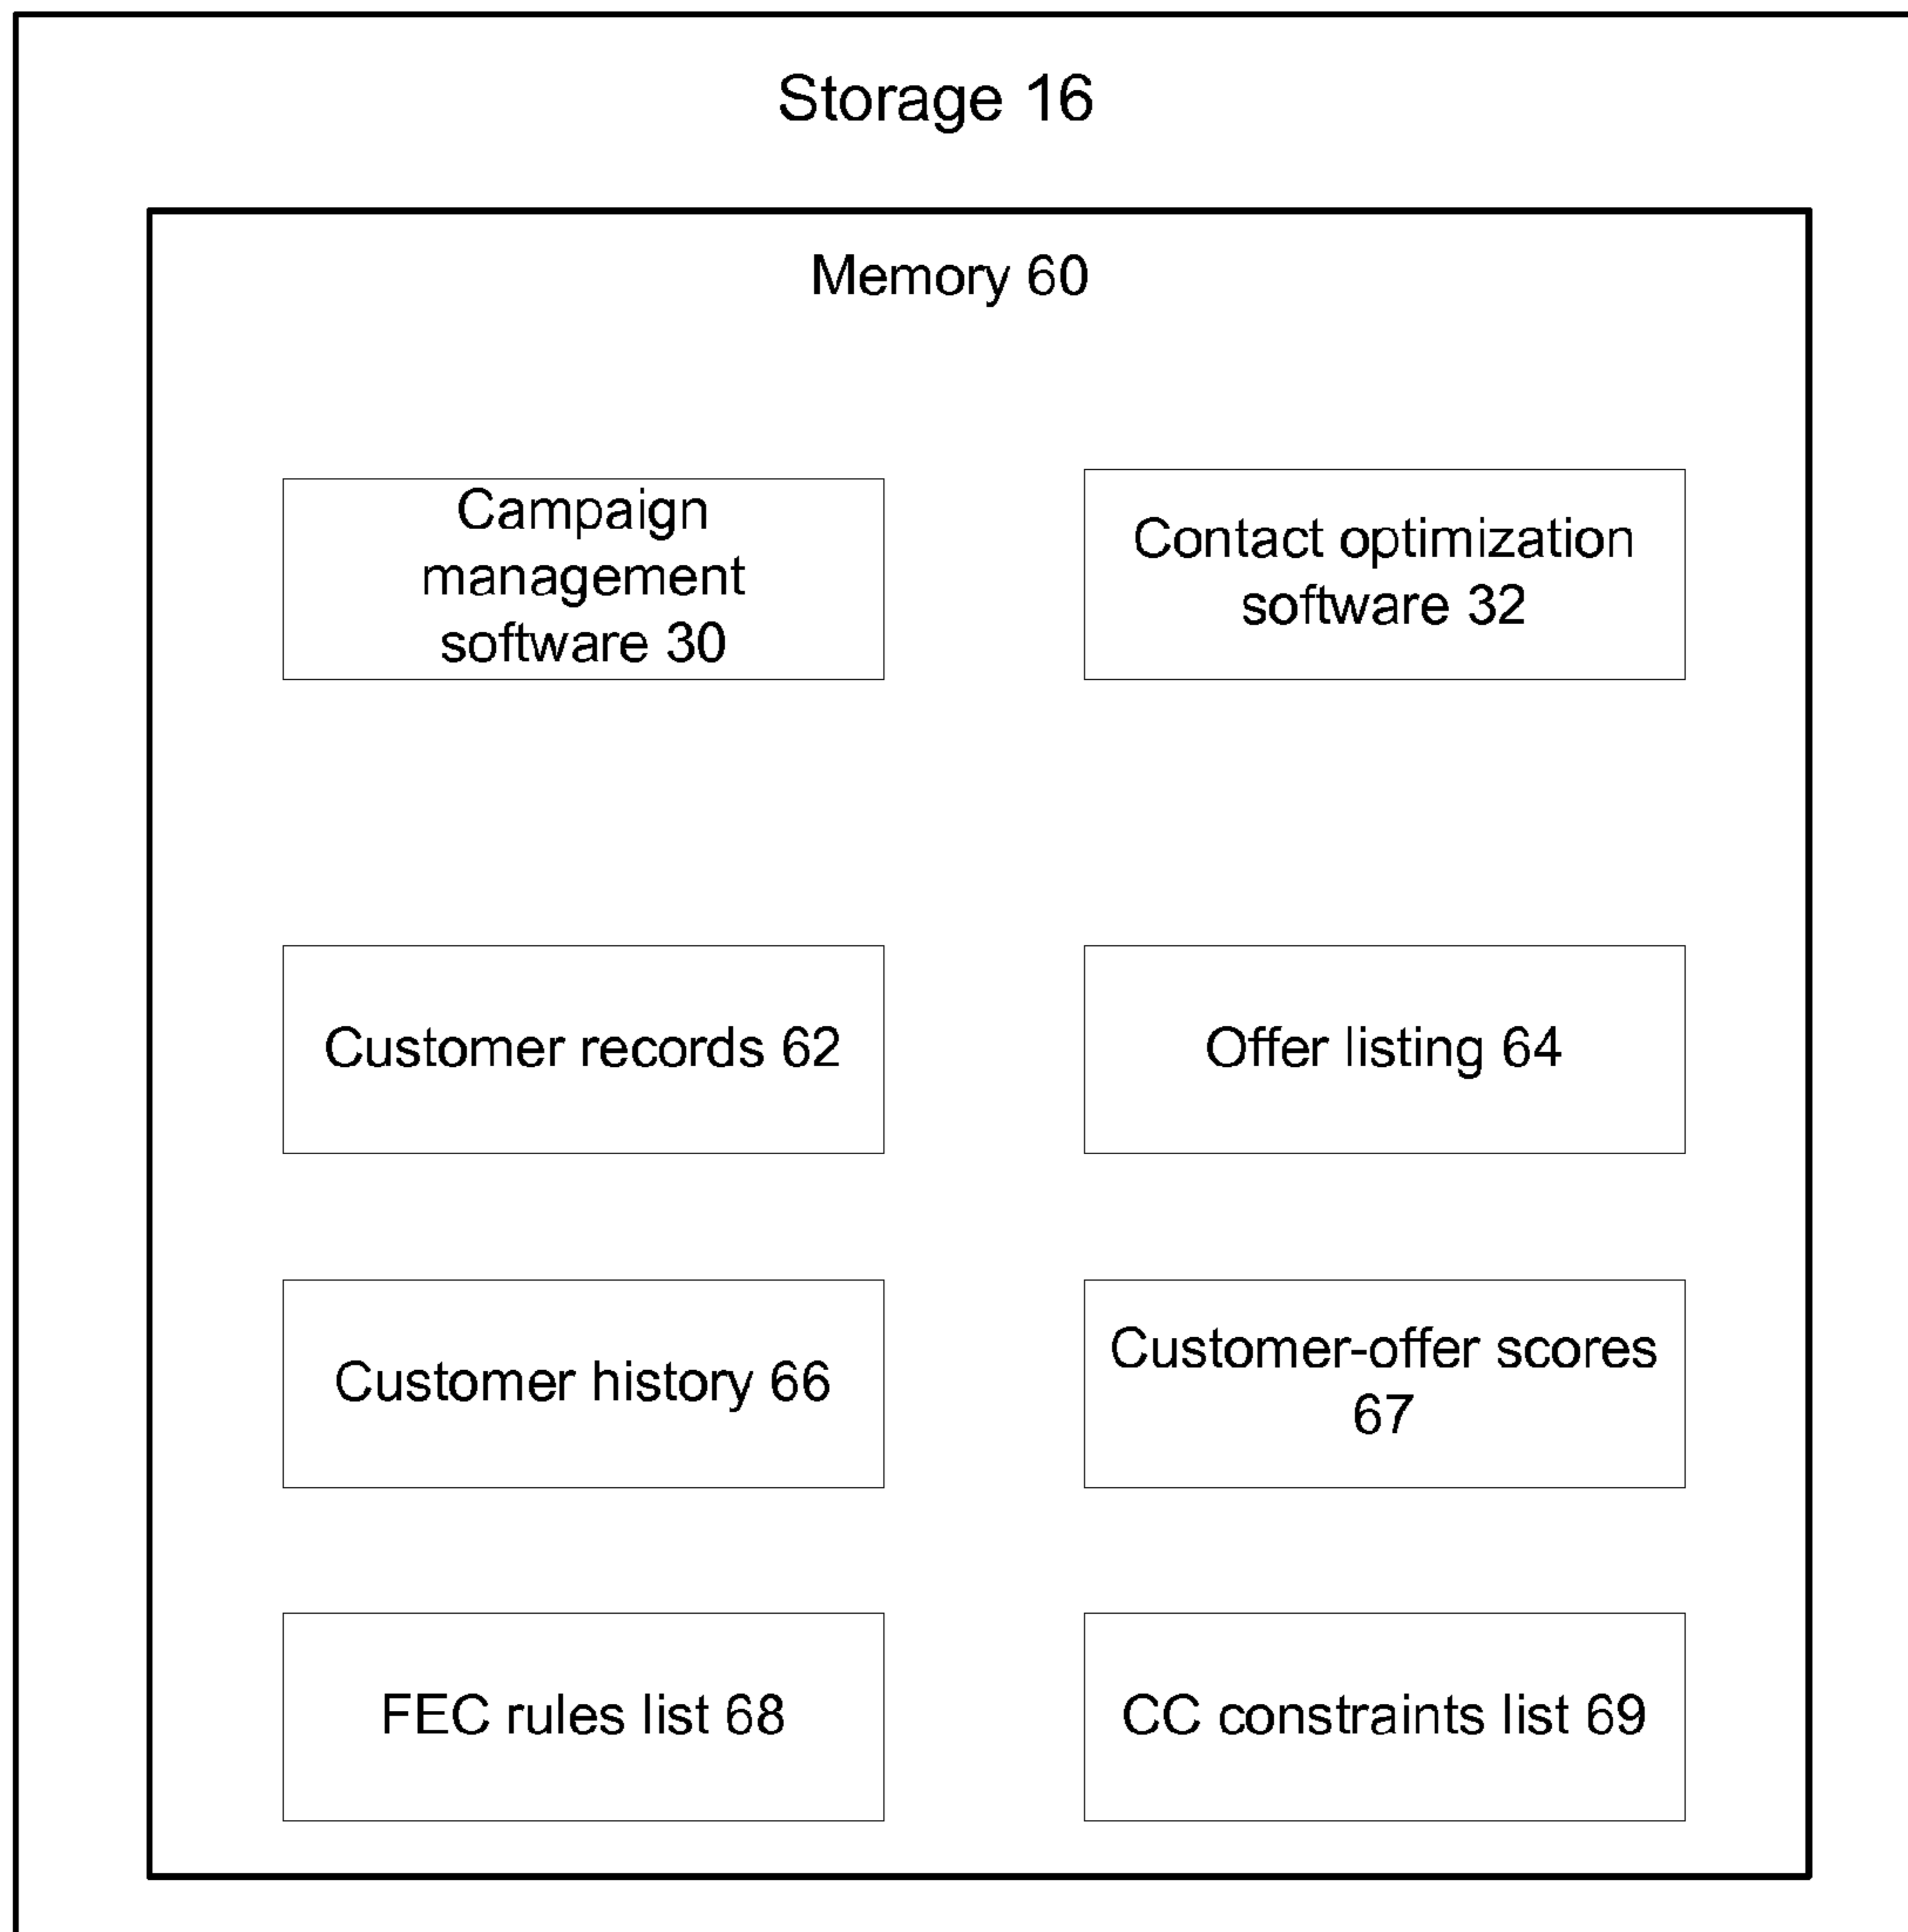 Storage 16
Memory 60
Campaign
management
software 30
Contact optimization
software 32
Customer records 62
Offer listing 64
Customer history 66
Customer-offer scores
67
FEC rules list 68
CC constraints list 69